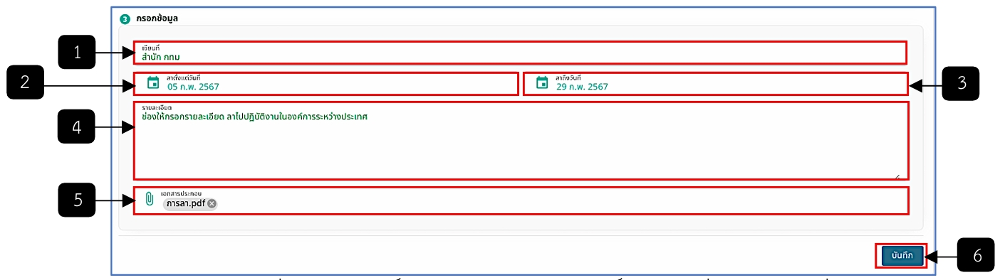 3 กรอกข้อมูล
1
เขียนที่
สำนัก กทม
2
ลาตั้งแต่วันที่
05 ก.พ. 2567
ลาถึงวันที่
29 ก.พ. 2567
3
4
รายละเอียด
ช่องให้กรอกรายละเอียด ลาไปปฏิบัติงานในองค์การระหว่างประเทศ
5
เอกสารประกอบ
การลา.pdf
บันทึก
6